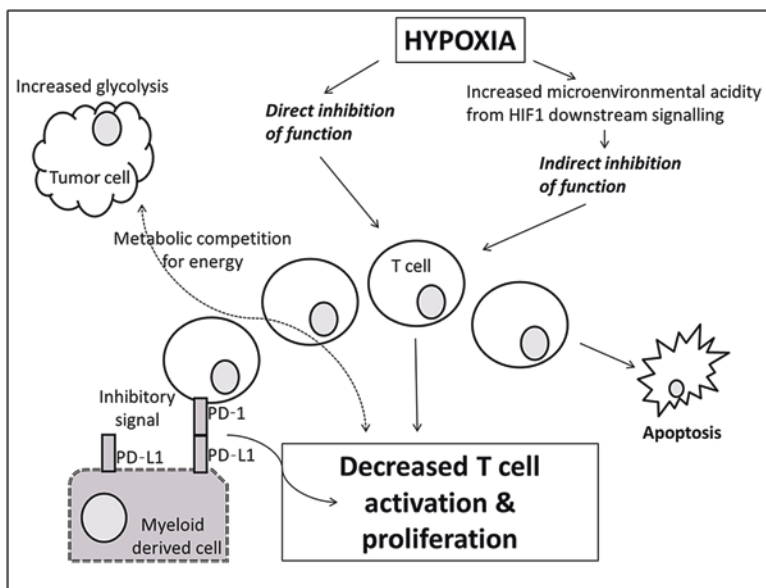 HYPOXIA
Increased glycolysis
Tumor cell
Direct inhibition
of function
Increased microenvironmental acidity
from HIF1 downstream signalling
Indirect inhibition
of function
Metabolic competition
for energy
T cell
Inhibitory
signal
PD-1
PD-L1
PD-L1
Myeloid
derived cell
Apoptosis
Decreased T cell
activation &
proliferation